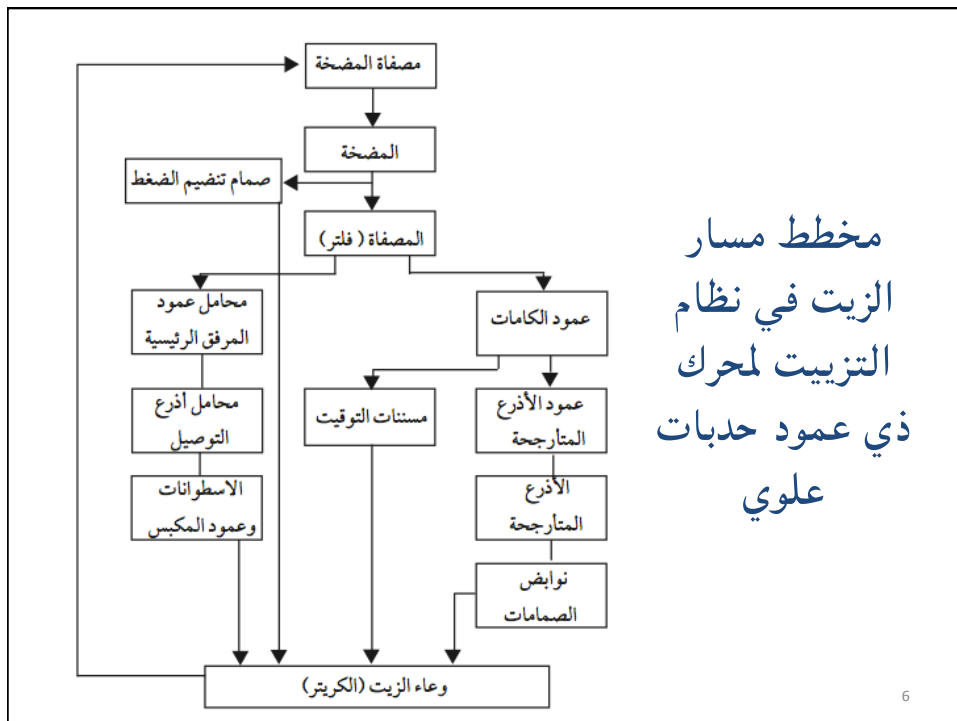 مصفاة المضخة
المضخة
صمام تنضيم الضغط
المصفاة ( فلتر)
محامل عمود
المرفق الرئيسية
عمود الكامات
محامل أذرع
التوصيل
مسننات التوقيت
عمود الأذرع
المتأرجحة
الاسطوانات
وعمود المكبس
الأذرع
المتأرجحة
نوابض
الصمامات
وعاء الزيت (الكريتر)
مخطط مسار
الزيت في نظام
التزييت لمحرك
ذي عمود حدبات
علوي
6